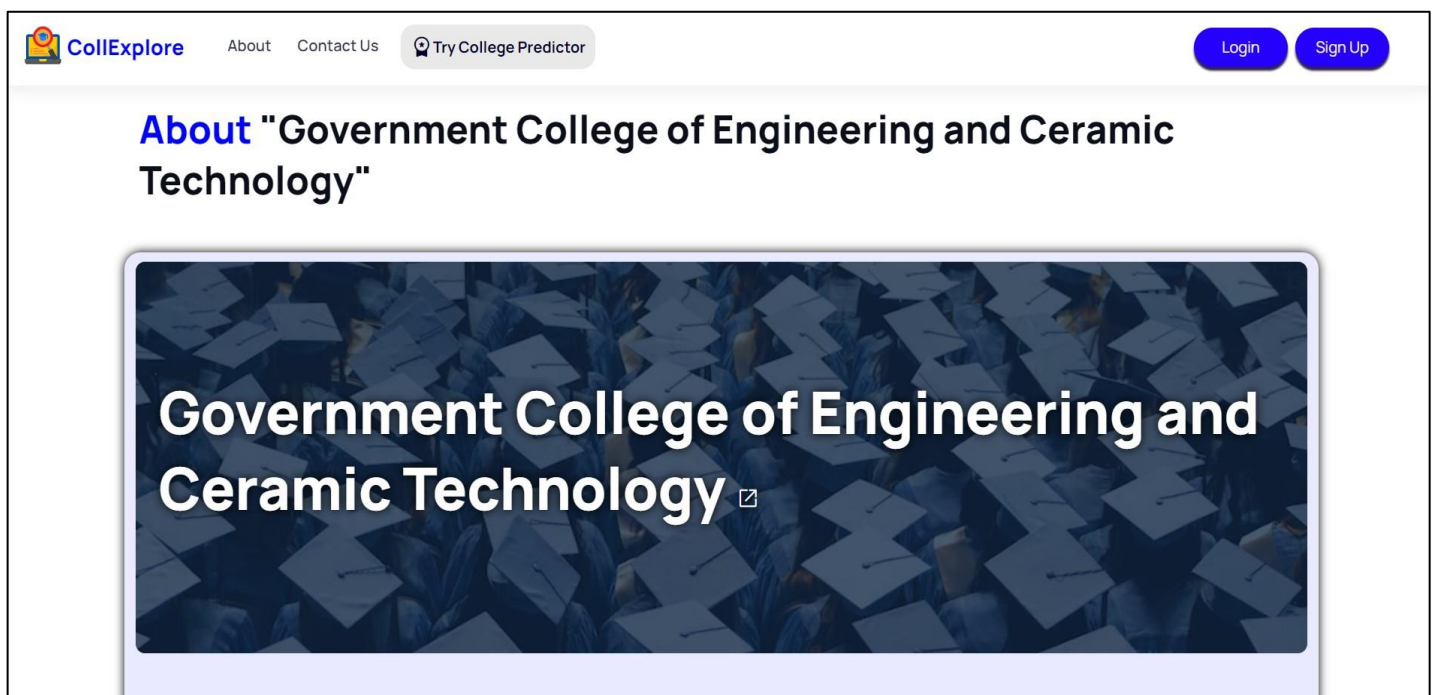 CollExplore About Contact Us Try College Predictor Login Sign Up
About "Government College of Engineering and Ceramic
Technology"
Government College of Engineering and
Ceramic Technology